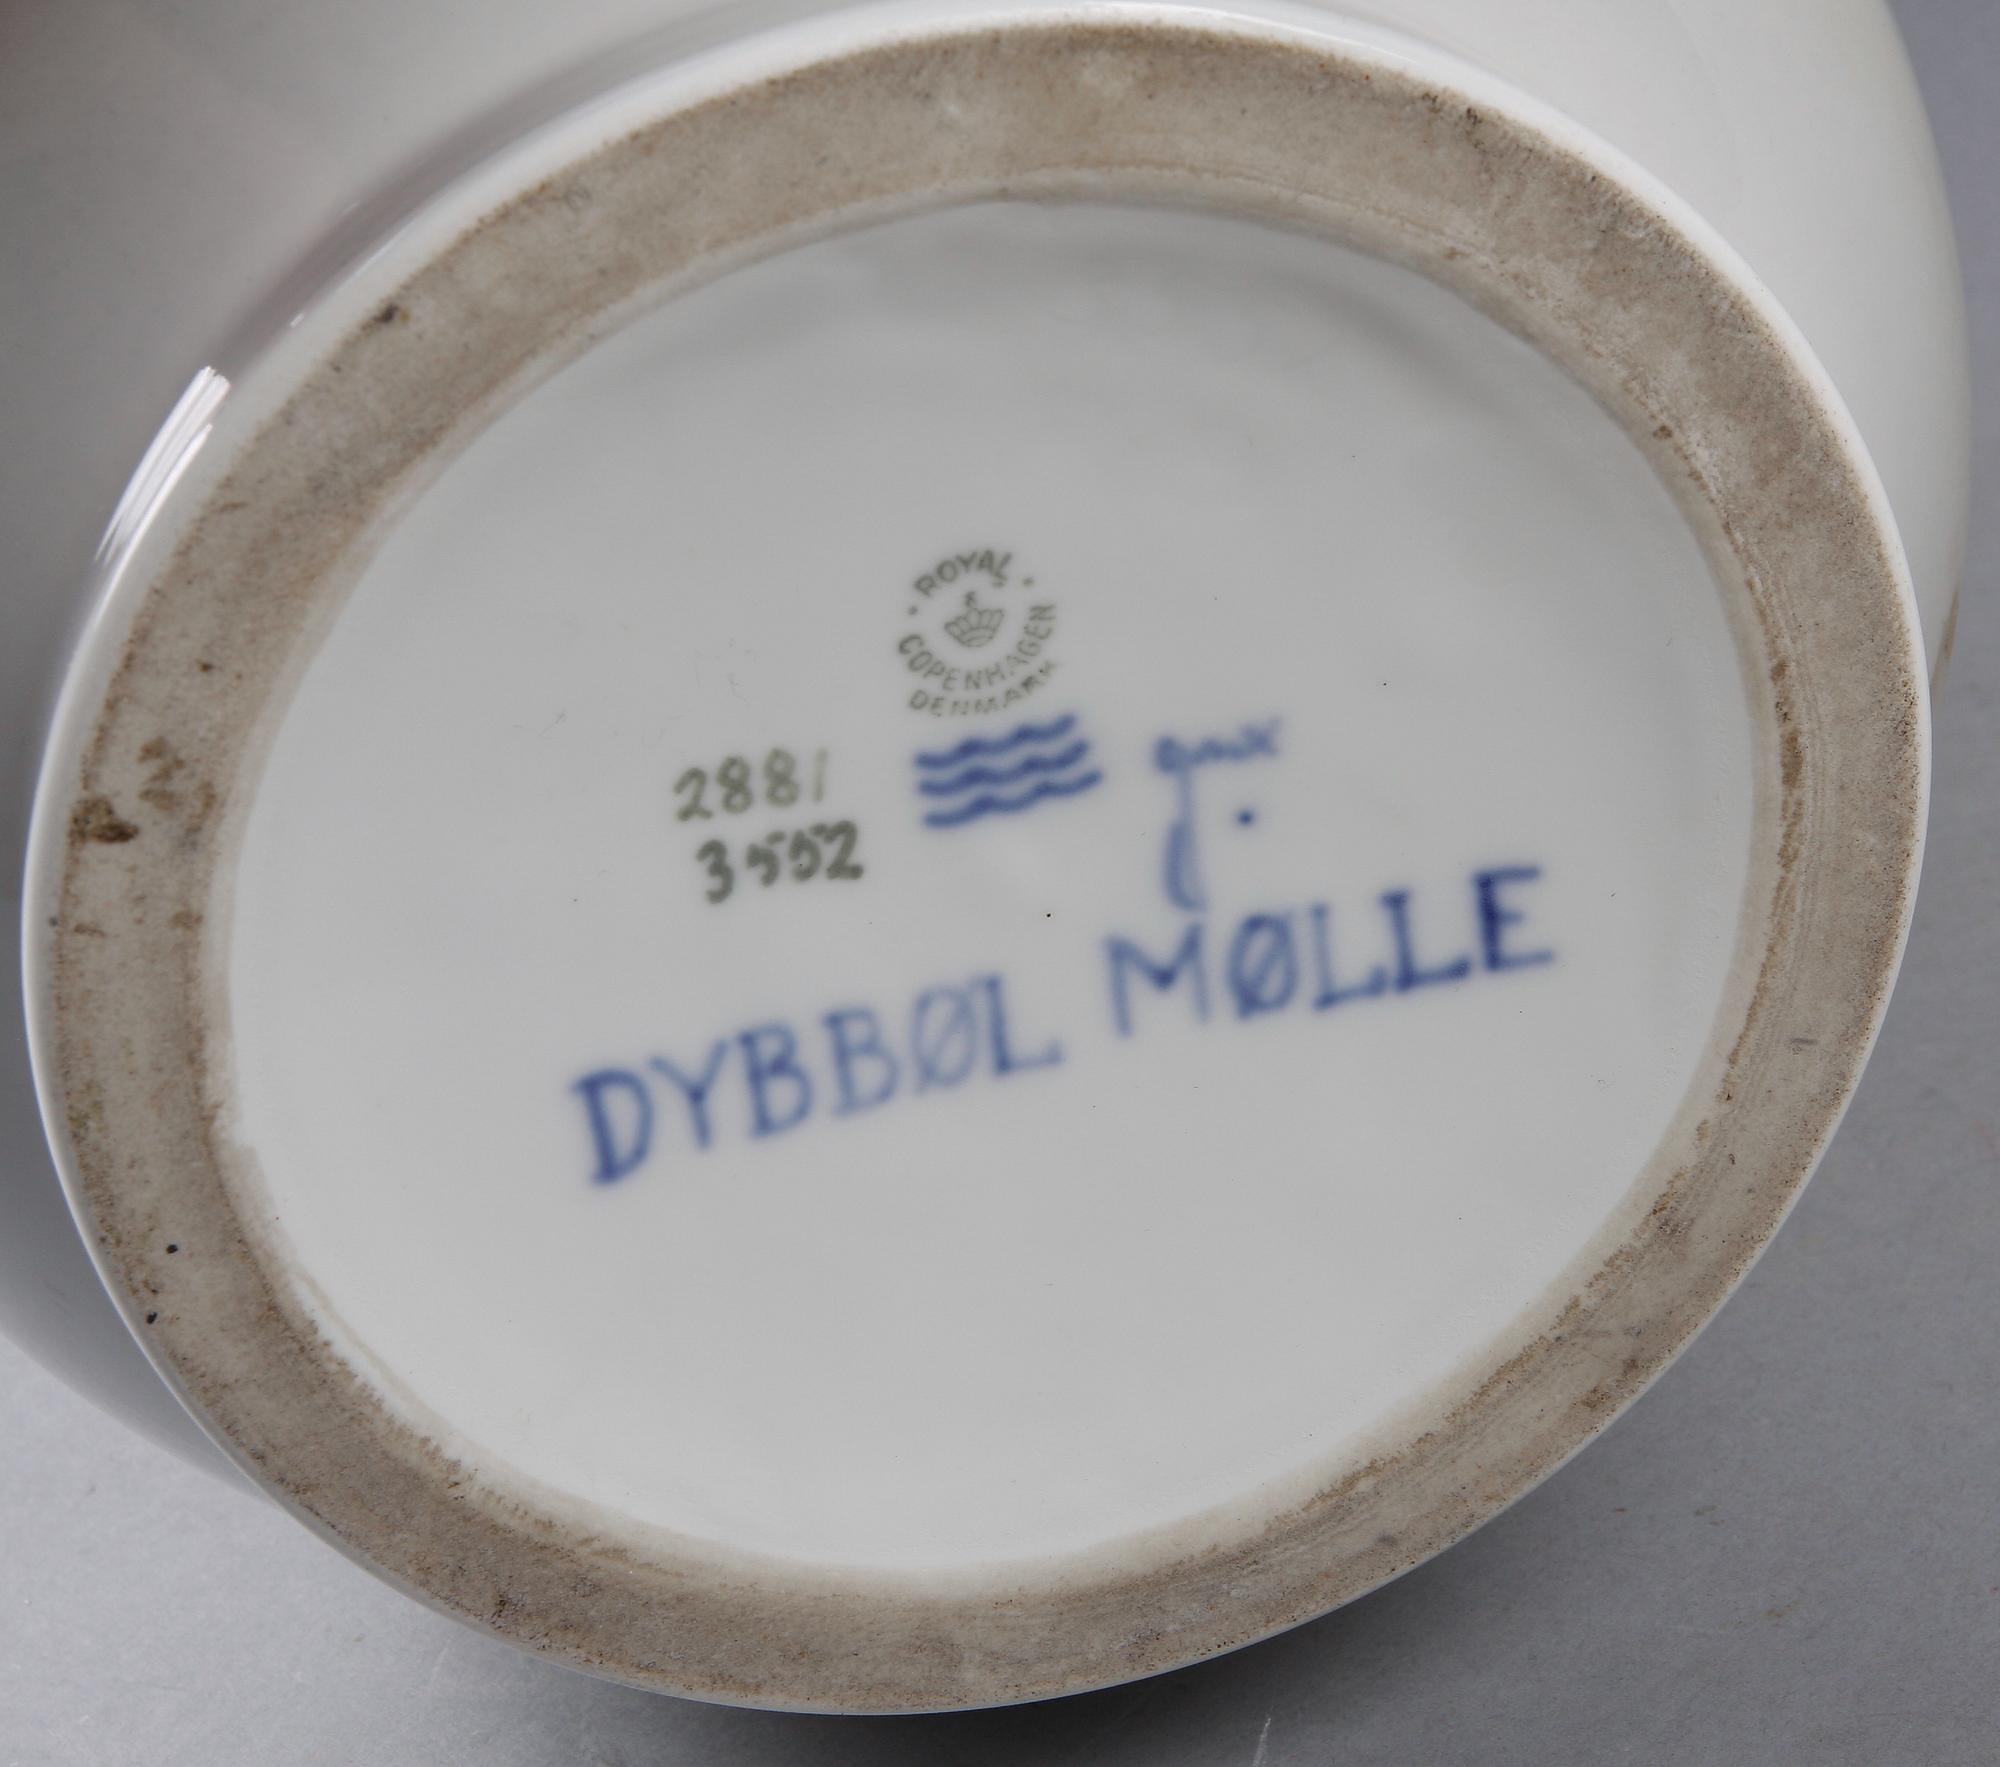 ROYAL
COPENHAGEN
DENMARK
2881
3552
DYBBØL MØLLE